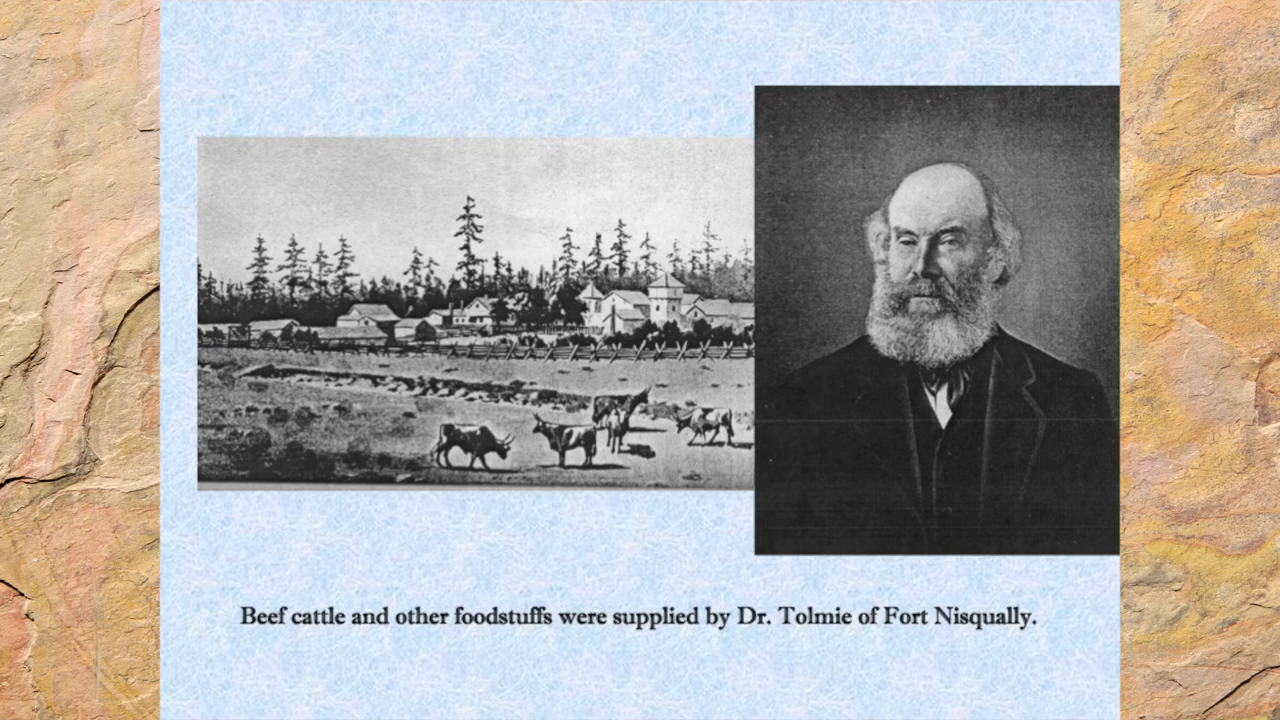 Beef cattle and other foodstuffs were supplied by Dr. Tolmie of Fort Nisqually.